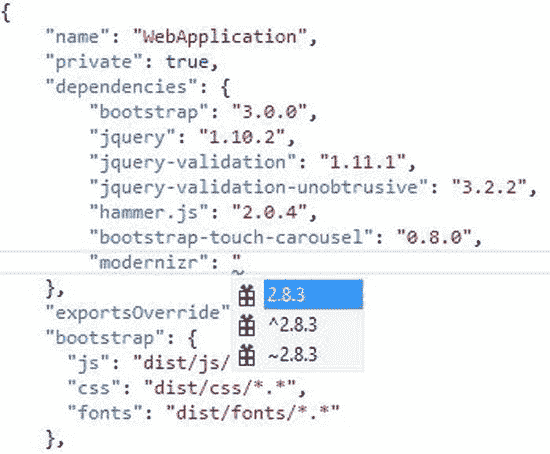 {
"name": "WebApplication",
"private": true,
"dependencies": {
"bootstrap": "3.0.0",
"jquery": "1.10.2",
"jquery-validation": "1.11.1",
"jquery-validation-unobtrusive": "3.2.2",
"hammer.js": "2.0.4",
"bootstrap-touch-carousel": "0.8.0",
"modernizr": "
},
2.8.3
^2.8.3
~2.8.3
"exportsOverride"
"bootstrap": {
"js": "dist/js/
"css": "dist/css/*.*",
"fonts": "dist/fonts/*.*"
},